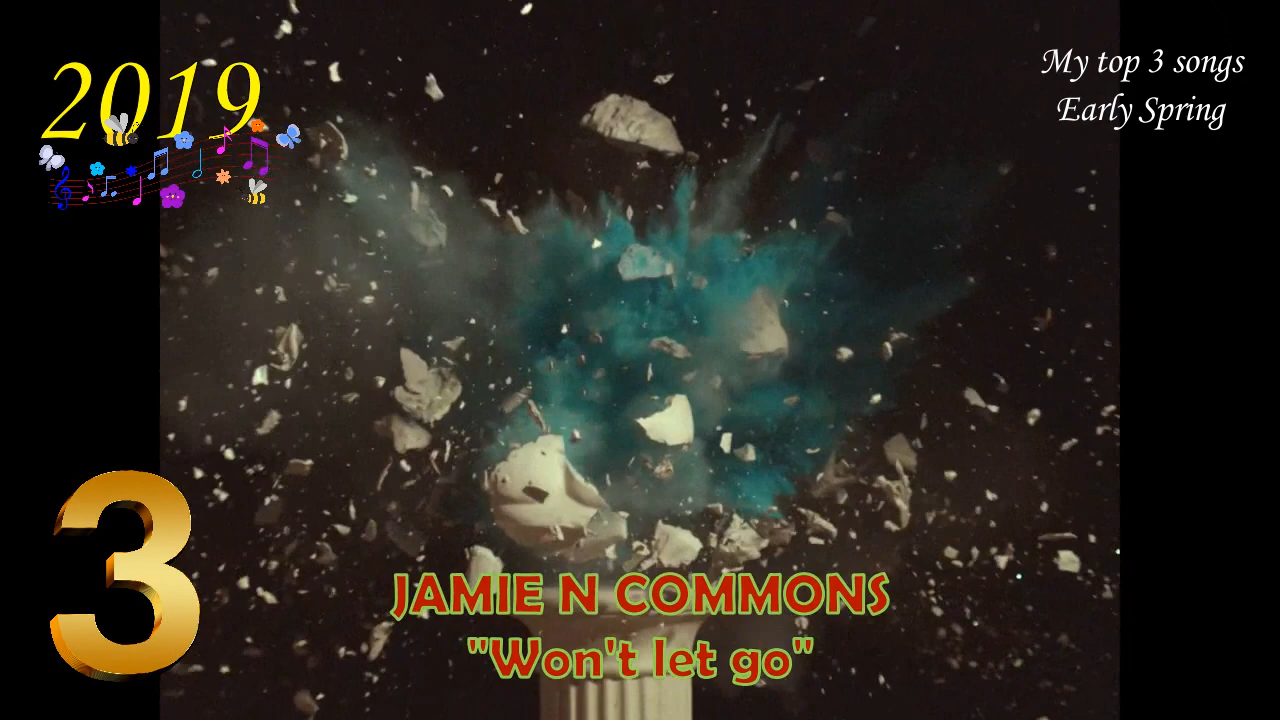 2019
My top 3 songs
Early Spring
3
JAMIE N COMMONS
"Won't let go"